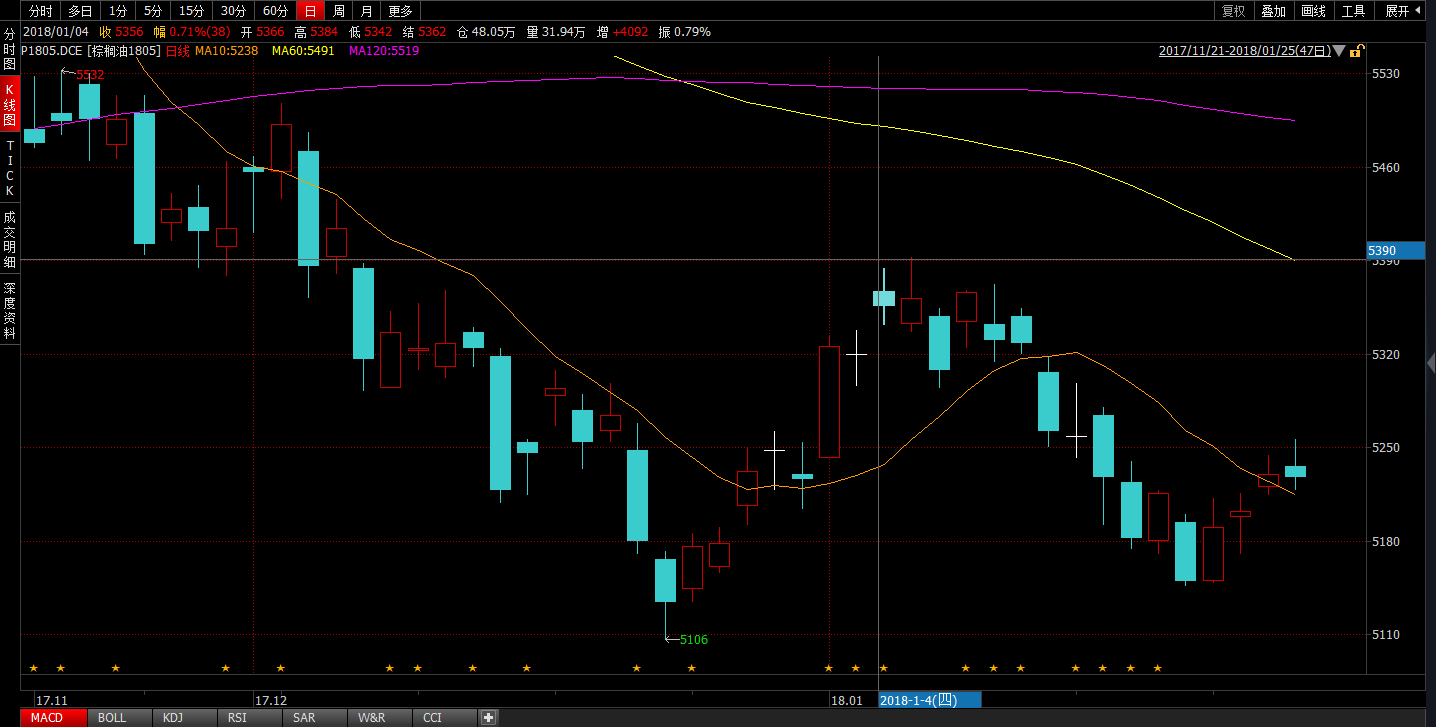 分时 多日 1分 5分 15分 30分 60分 日 周 月 更多 复权 叠加 画线 工具 展开
2018/01/04 收 5356 幅 0.71%(38) 开 5366 高 5384 低 5342 结 5362 仓 48.05万 量 31.94万 增 +4092 振 0.79%
P1805.DCE [棕榈油1805] 日线 MA10:5238 MA60:5491 MA120:5519 2017/11/21-2018/01/25(47日)
分时图
K线图
TICK
成交明细
深度资料
5532
5106
5530
5460
5390
5390
5320
5250
5180
5110
17.11 17.12 18.01 2018-1-4(四)
MACD BOLL KDJ RSI SAR W&R CCI